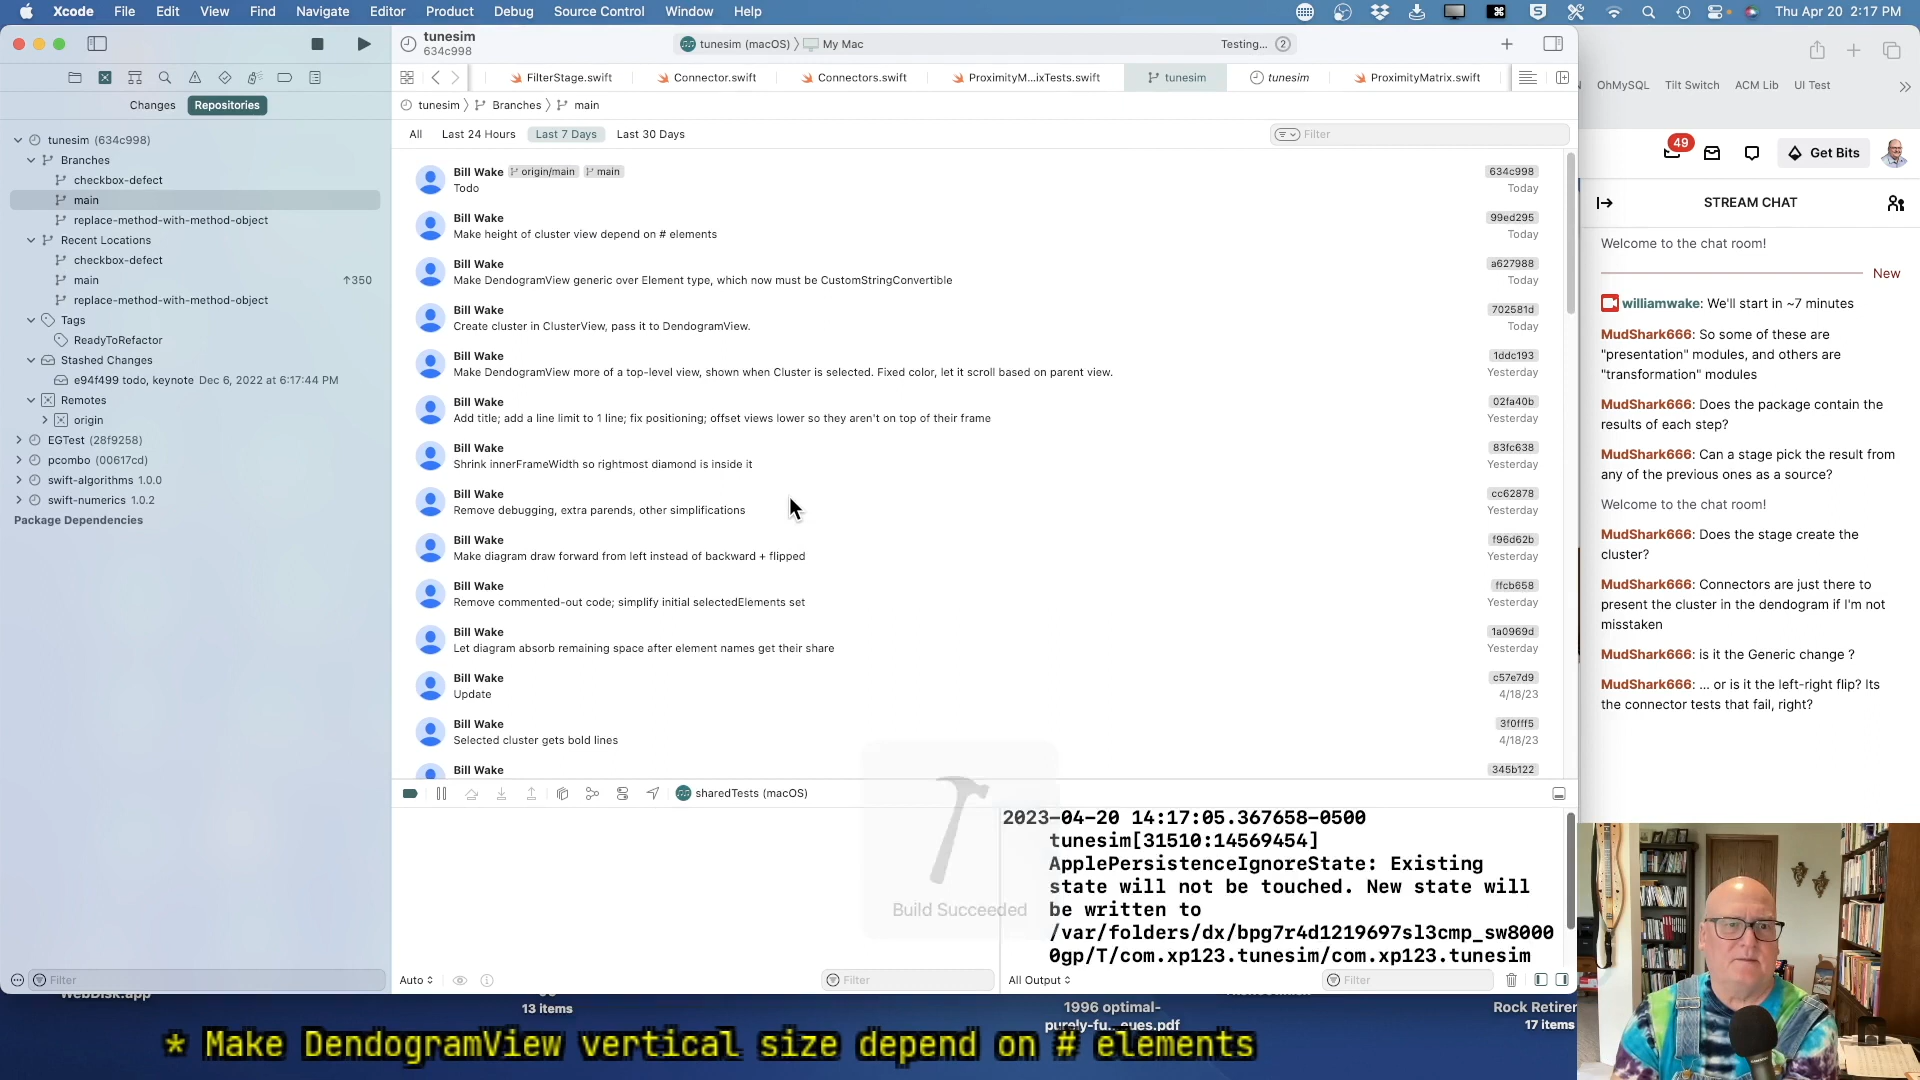 Xcode File Edit View Find Navigate Editor Product Debug Source Control Window Help
Thu Apr 20 2:17 PM
tunesim
634c998
tunesim (macOS) My Mac
Testing... 2
FilterStage.swift Connector.swift Connectors.swift ProximityM...ixTests.swift tunesim tunesim ProximityMatrix.swift
Changes Repositories
tunesim Branches main
All Last 24 Hours Last 7 Days Last 30 Days
Filter
tunesim (634c998)
Branches
checkbox-defect
main
replace-method-with-method-object
Recent Locations
checkbox-defect
main ↑350
replace-method-with-method-object
Tags
ReadyToRefactor
Stashed Changes
e94f499 todo, keynote Dec 6, 2022 at 6:17:44 PM
Remotes
origin
EGTest (28f9258)
pcombo (00617cd)
swift-algorithms 1.0.0
swift-numerics 1.0.2
Package Dependencies
Filter
Bill Wake origin/main main 634c998
Todo Today
Bill Wake 99ed295
Make height of cluster view depend on # elements Today
Bill Wake a627988
Make DendogramView generic over Element type, which now must be CustomStringConvertible Today
Bill Wake 702581d
Create cluster in ClusterView, pass it to DendogramView. Today
Bill Wake 1ddc193
Make DendogramView more of a top-level view, shown when Cluster is selected. Fixed color, let it scroll based on parent view. Yesterday
Bill Wake 02fa40b
Add title; add a line limit to 1 line; fix positioning; offset views lower so they aren't on top of their frame Yesterday
Bill Wake 83fc638
Shrink innerFrameWidth so rightmost diamond is inside it Yesterday
Bill Wake cc62878
Remove debugging, extra parends, other simplifications Yesterday
Bill Wake f96d62b
Make diagram draw forward from left instead of backward + flipped Yesterday
Bill Wake ffcb658
Remove commented-out code; simplify initial selectedElements set Yesterday
Bill Wake 1a0969d
Let diagram absorb remaining space after element names get their share Yesterday
Bill Wake c57e7d9
Update 4/18/23
Bill Wake 3f0fff5
Selected cluster gets bold lines 4/18/23
Bill Wake 345b122
sharedTests (macOS)
Build Succeeded
2023-04-20 14:17:05.367658-0500
tunesim[31510:14569454]
ApplePersistenceIgnoreState: Existing
state will not be touched. New state will
be written to
/var/folders/dx/bpg7r4d1219697sl3cmp_sw8000
0gp/T/com.xp123.tunesim/com.xp123.tunesim
Auto Filter All Output Filter
OhMySQL Tilt Switch ACM Lib UI Test
49 Get Bits
STREAM CHAT
Welcome to the chat room!
New
williamwake: We'll start in ~7 minutes
MudShark666: So some of these are
"presentation" modules, and others are
"transformation" modules
MudShark666: Does the package contain the
results of each step?
MudShark666: Can a stage pick the result from
any of the previous ones as a source?
Welcome to the chat room!
MudShark666: Does the stage create the
cluster?
MudShark666: Connectors are just there to
present the cluster in the dendogram if I'm not
misstaken
MudShark666: is it the Generic change ?
MudShark666: ... or is it the left-right flip? Its
the connector tests that fail, right?
WebDisk.app
13 items
1996 optimal-
purely-fu...eues.pdf
Rock Retirer
17 items
* Make DendogramView vertical size depend on # elements